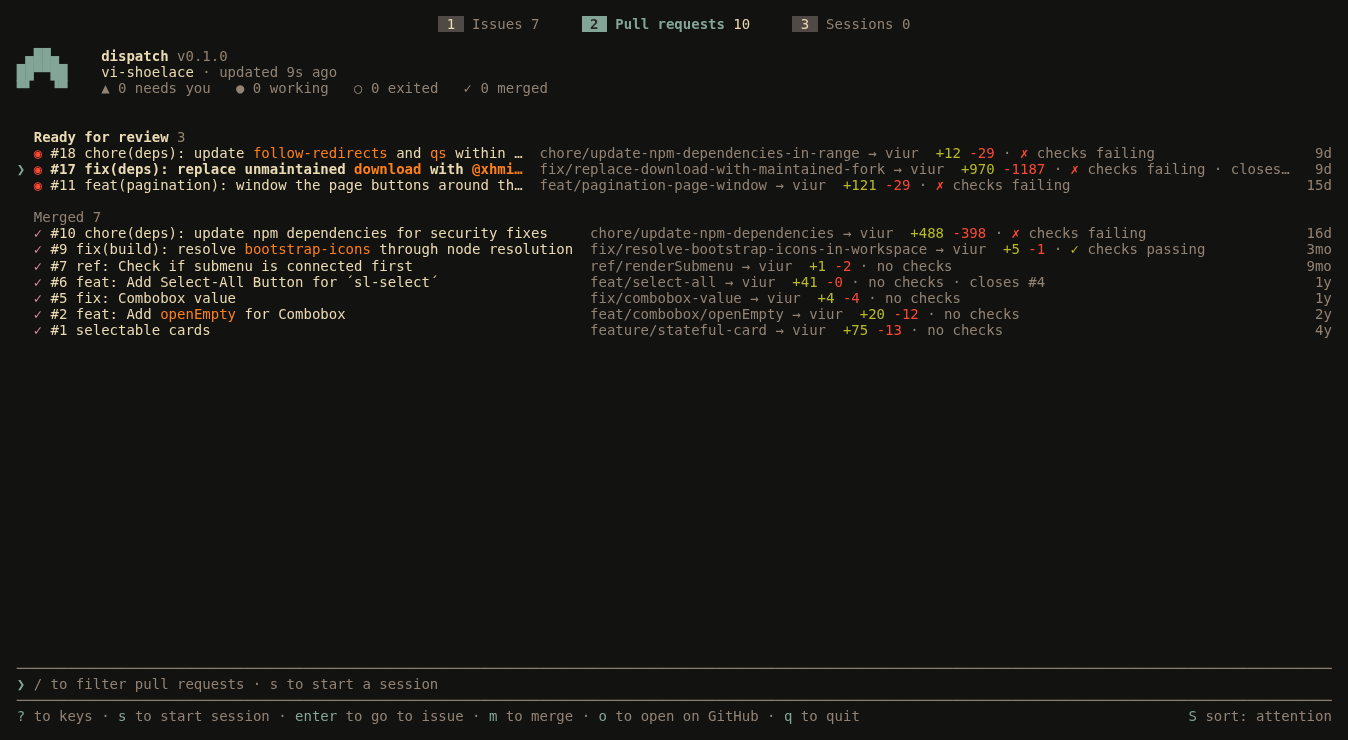 1 Issues 7 2 Pull requests 10 3 Sessions 0
dispatch v0.1.0
vi-shoelace · updated 9s ago
▲ 0 needs you ● 0 working ○ 0 exited ✓ 0 merged
Ready for review 3
◉ #18 chore(deps): update follow-redirects and qs within … chore/update-npm-dependencies-in-range → viur +12 -29 · ✗ checks failing 9d
❯ ◉ #17 fix(deps): replace unmaintained download with @xhmi… fix/replace-download-with-maintained-fork → viur +970 -1187 · ✗ checks failing · closes… 9d
◉ #11 feat(pagination): window the page buttons around th… feat/pagination-page-window → viur +121 -29 · ✗ checks failing 15d
Merged 7
✓ #10 chore(deps): update npm dependencies for security fixes chore/update-npm-dependencies → viur +488 -398 · ✗ checks failing 16d
✓ #9 fix(build): resolve bootstrap-icons through node resolution fix/resolve-bootstrap-icons-in-workspace → viur +5 -1 · ✓ checks passing 3mo
✓ #7 ref: Check if submenu is connected first ref/renderSubmenu → viur +1 -2 · no checks 9mo
✓ #6 feat: Add Select-All Button for ´sl-select´ feat/select-all → viur +41 -0 · no checks · closes #4 1y
✓ #5 fix: Combobox value fix/combobox-value → viur +4 -4 · no checks 1y
✓ #2 feat: Add openEmpty for Combobox feat/combobox/openEmpty → viur +20 -12 · no checks 2y
✓ #1 selectable cards feature/stateful-card → viur +75 -13 · no checks 4y
❯ / to filter pull requests · s to start a session
? to keys · s to start session · enter to go to issue · m to merge · o to open on GitHub · q to quit S sort: attention